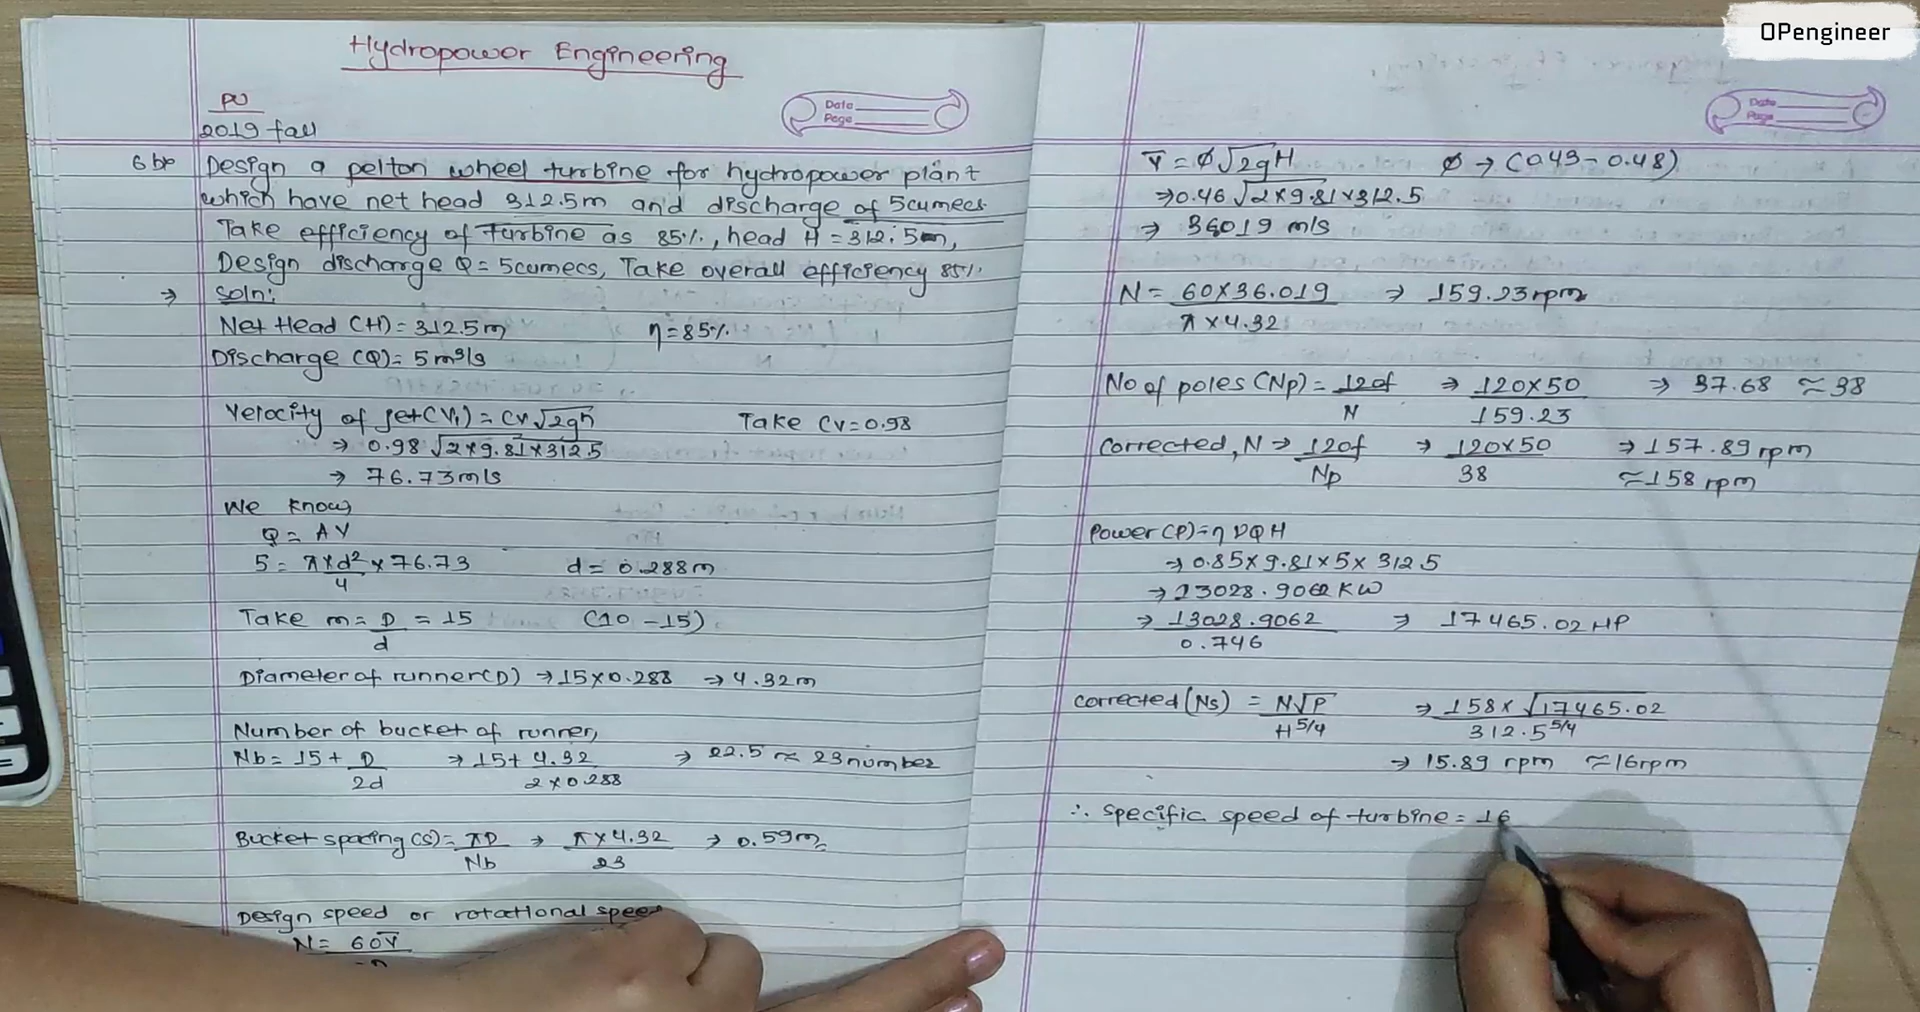 OPengineer
Hydropower Engineering
PU
2019 fall
Date
Page
6 b>
Design a pelton wheel turbine for hydropower plant
which have net head 312.5m and discharge of 5cumecs.
Take efficiency of turbine as 85%, head H = 312.5m,
Design discharge Q = 5cumecs, Take overall efficiency 85%.
⇒ Soln:
Net Head (H) = 312.5m η = 85%
Discharge (Q) = 5 m³/s
Velocity of jet (V₁) = Cv √2gh Take Cv = 0.98
⇒ 0.98 √2×9.81×312.5
⇒ 76.73 m/s
We know,
Q = AV
5 = π×d²/4 × 76.73 d = 0.288m
Take m = D/d = 15 (10 - 15)
Diameter of runner (D) → 15×0.288 → 4.32m
Number of bucket of runner,
Nb = 15 + D/2d ⇒ 15 + 4.32/2×0.288 ⇒ 22.5 ≈ 23 number
Bucket spacing (s) = πD/Nb ⇒ π×4.32/23 ⇒ 0.59m
Design speed or rotational speed
N = 60V̄
Date
Page
V̄ = ϕ√2gH ϕ → (0.43 - 0.48)
⇒ 0.46 √2×9.81×312.5
⇒ 36019 m/s
N = 60×36.019/π×4.32 ⇒ 159.23 rpm
No of poles (Np) = 120f/N ⇒ 120×50/159.23 ⇒ 37.68 ≈ 38
Corrected, N ⇒ 120f/Np ⇒ 120×50/38 ⇒ 157.89 rpm
≈ 158 rpm
Power (P) = η γQH
⇒ 0.85×9.81×5×312.5
⇒ 13028.9062 KW
⇒ 13028.9062/0.746 ⇒ 17465.02 HP
Corrected (Ns) = N√P/H^5/4 ⇒ 158×√17465.02/312.5^5/4
⇒ 15.89 rpm ≈ 16rpm
∴ Specific speed of turbine = 16